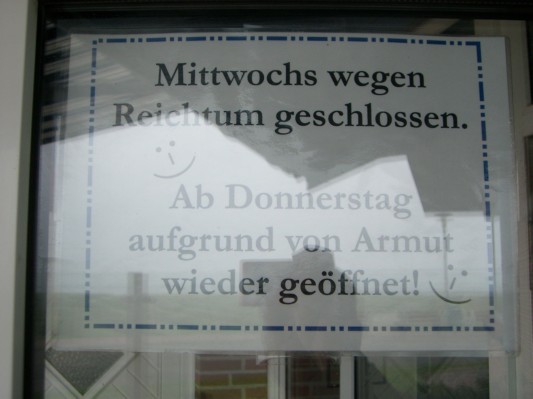 Mittwochs wegen
Reichtum geschlossen.
Ab Donnerstag
aufgrund von Armut
wieder geöffnet!